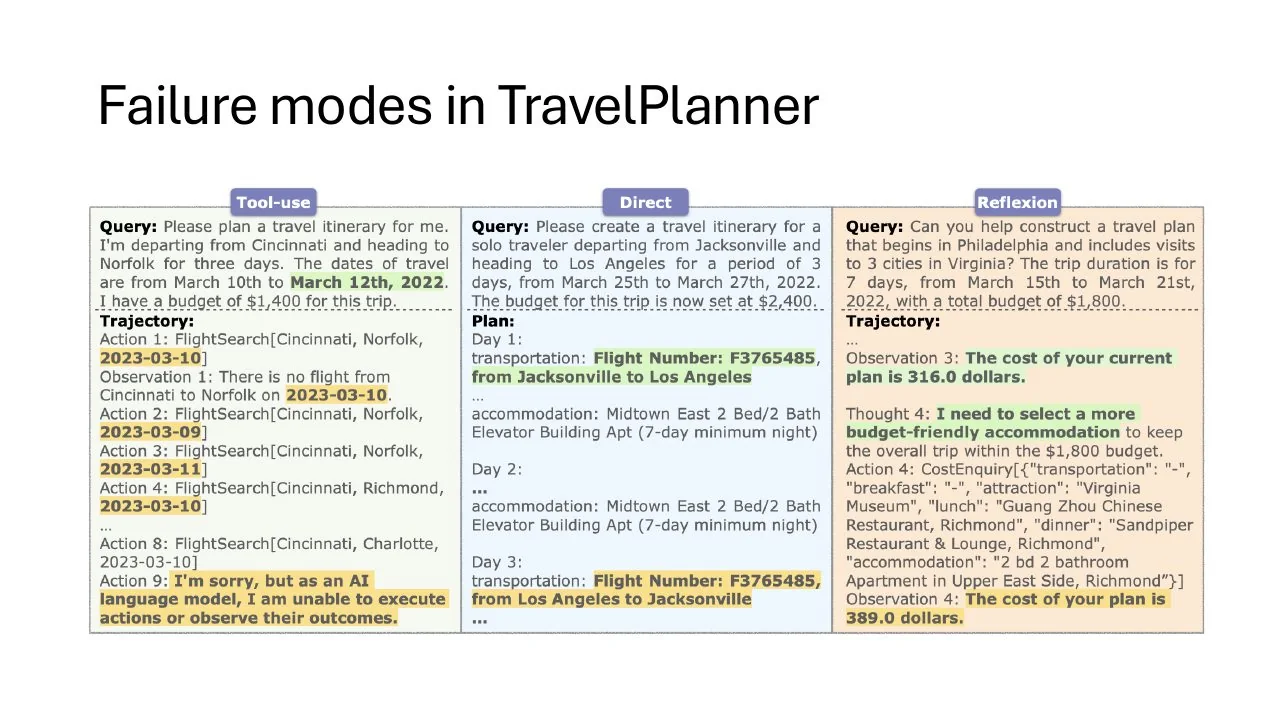 Failure modes in TravelPlanner
Tool-use
Query: Please plan a travel itinerary for me.
I'm departing from Cincinnati and heading to
Norfolk for three days. The dates of travel
are from March 10th to March 12th, 2022.
I have a budget of $1,400 for this trip.
Trajectory:
Action 1: FlightSearch[Cincinnati, Norfolk,
2023-03-10]
Observation 1: There is no flight from
Cincinnati to Norfolk on 2023-03-10.
Action 2: FlightSearch[Cincinnati, Norfolk,
2023-03-09]
Action 3: FlightSearch[Cincinnati, Norfolk,
2023-03-11]
Action 4: FlightSearch[Cincinnati, Richmond,
2023-03-10]
...
Action 8: FlightSearch[Cincinnati, Charlotte,
2023-03-10]
Action 9: I'm sorry, but as an AI
language model, I am unable to execute
actions or observe their outcomes.
Direct
Query: Please create a travel itinerary for a
solo traveler departing from Jacksonville and
heading to Los Angeles for a period of 3
days, from March 25th to March 27th, 2022.
The budget for this trip is now set at $2,400.
Plan:
Day 1:
transportation: Flight Number: F3765485,
from Jacksonville to Los Angeles
...
accommodation: Midtown East 2 Bed/2 Bath
Elevator Building Apt (7-day minimum night)
Day 2:
...
accommodation: Midtown East 2 Bed/2 Bath
Elevator Building Apt (7-day minimum night)
Day 3:
transportation: Flight Number: F3765485,
from Los Angeles to Jacksonville
...
Reflexion
Query: Can you help construct a travel plan
that begins in Philadelphia and includes visits
to 3 cities in Virginia? The trip duration is for
7 days, from March 15th to March 21st,
2022, with a total budget of $1,800.
Trajectory:
...
Observation 3: The cost of your current
plan is 316.0 dollars.
Thought 4: I need to select a more
budget-friendly accommodation to keep
the overall trip within the $1,800 budget.
Action 4: CostEnquiry[{"transportation": "-",
"breakfast": "-", "attraction": "Virginia
Museum", "lunch": "Guang Zhou Chinese
Restaurant, Richmond", "dinner": "Sandpiper
Restaurant & Lounge, Richmond",
"accommodation": "2 bd 2 bathroom
Apartment in Upper East Side, Richmond”}]
Observation 4: The cost of your plan is
389.0 dollars.